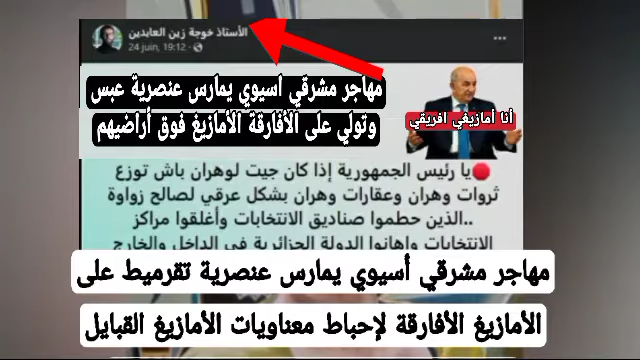 الأستاذ خوجة زين العابدين
24 juin, 19:12
مهاجر مشرقي اسيوي يمارس عنصرية عبس
وتولي على الأفارقة الأمازيغ فوق أراضيهم
أنا أمازيغي افريقي
يا رئيس الجمهورية إذا كان جيت لوهران باش توزع
ثروات وهران وعقارات وهران بشكل عرقي لصالح زواوة
..الذين حطموا صناديق الانتخابات وأغلقوا مراكز
الانتخابات واهانوا الدولة الجزائرية في الداخل والخارج
مهاجر مشرقي أسيوي يمارس عنصرية تقرميط على
الأمازيغ الأفارقة لإحباط معناويات الأمازيغ القبايل